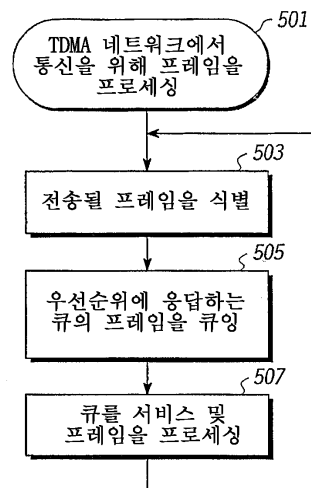 501
TDMA 네트워크에서
통신을 위해 프레임을
프로세싱
503
전송될 프레임을 식별
505
우선순위에 응답하는
큐의 프레임을 큐잉
507
큐를 서비스 및
프레임을 프로세싱